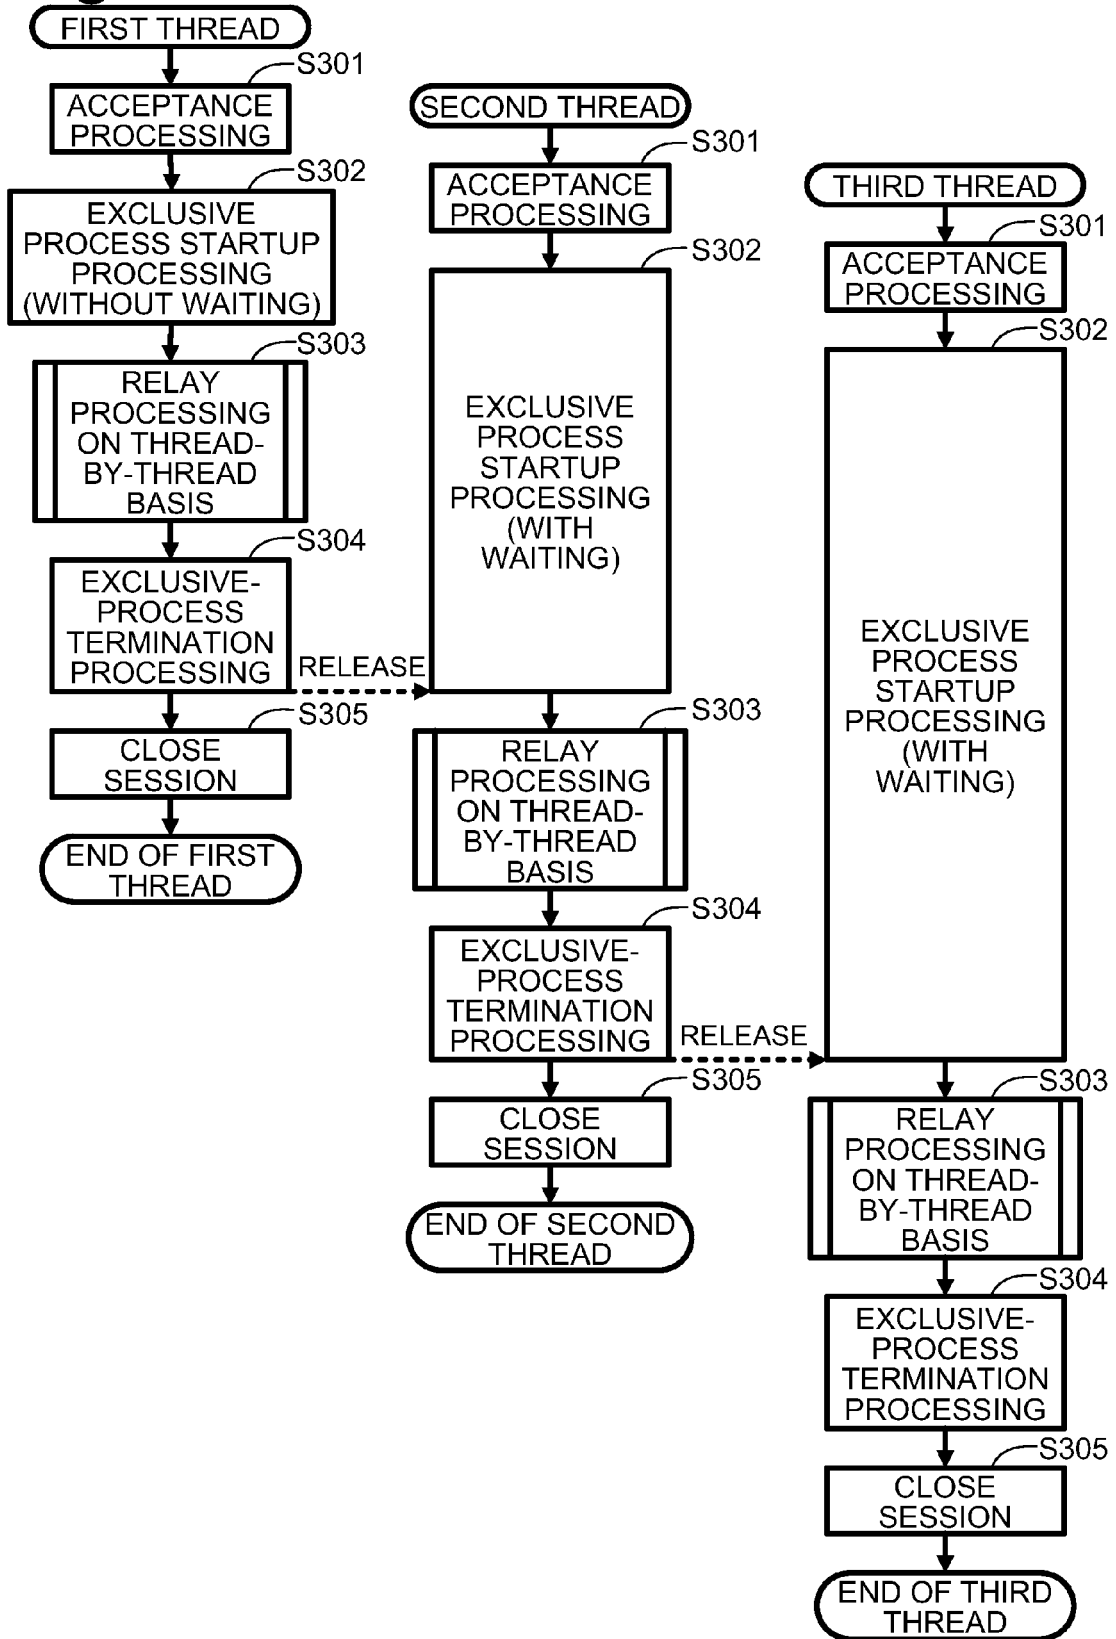 FIRST THREAD
S301
ACCEPTANCE
PROCESSING
S302
EXCLUSIVE
PROCESS STARTUP
PROCESSING
(WITHOUT WAITING)
S303
RELAY
PROCESSING
ON THREAD-
BY-THREAD
BASIS
S304
EXCLUSIVE-
PROCESS
TERMINATION
PROCESSING
RELEASE
S305
CLOSE
SESSION
END OF FIRST
THREAD
SECOND THREAD
S301
ACCEPTANCE
PROCESSING
S302
EXCLUSIVE
PROCESS
STARTUP
PROCESSING
(WITH
WAITING)
S303
RELAY
PROCESSING
ON THREAD-
BY-THREAD
BASIS
S304
EXCLUSIVE-
PROCESS
TERMINATION
PROCESSING
RELEASE
S305
CLOSE
SESSION
END OF SECOND
THREAD
THIRD THREAD
S301
ACCEPTANCE
PROCESSING
S302
EXCLUSIVE
PROCESS
STARTUP
PROCESSING
(WITH
WAITING)
S303
RELAY
PROCESSING
ON THREAD-
BY-THREAD
BASIS
S304
EXCLUSIVE-
PROCESS
TERMINATION
PROCESSING
S305
CLOSE
SESSION
END OF THIRD
THREAD